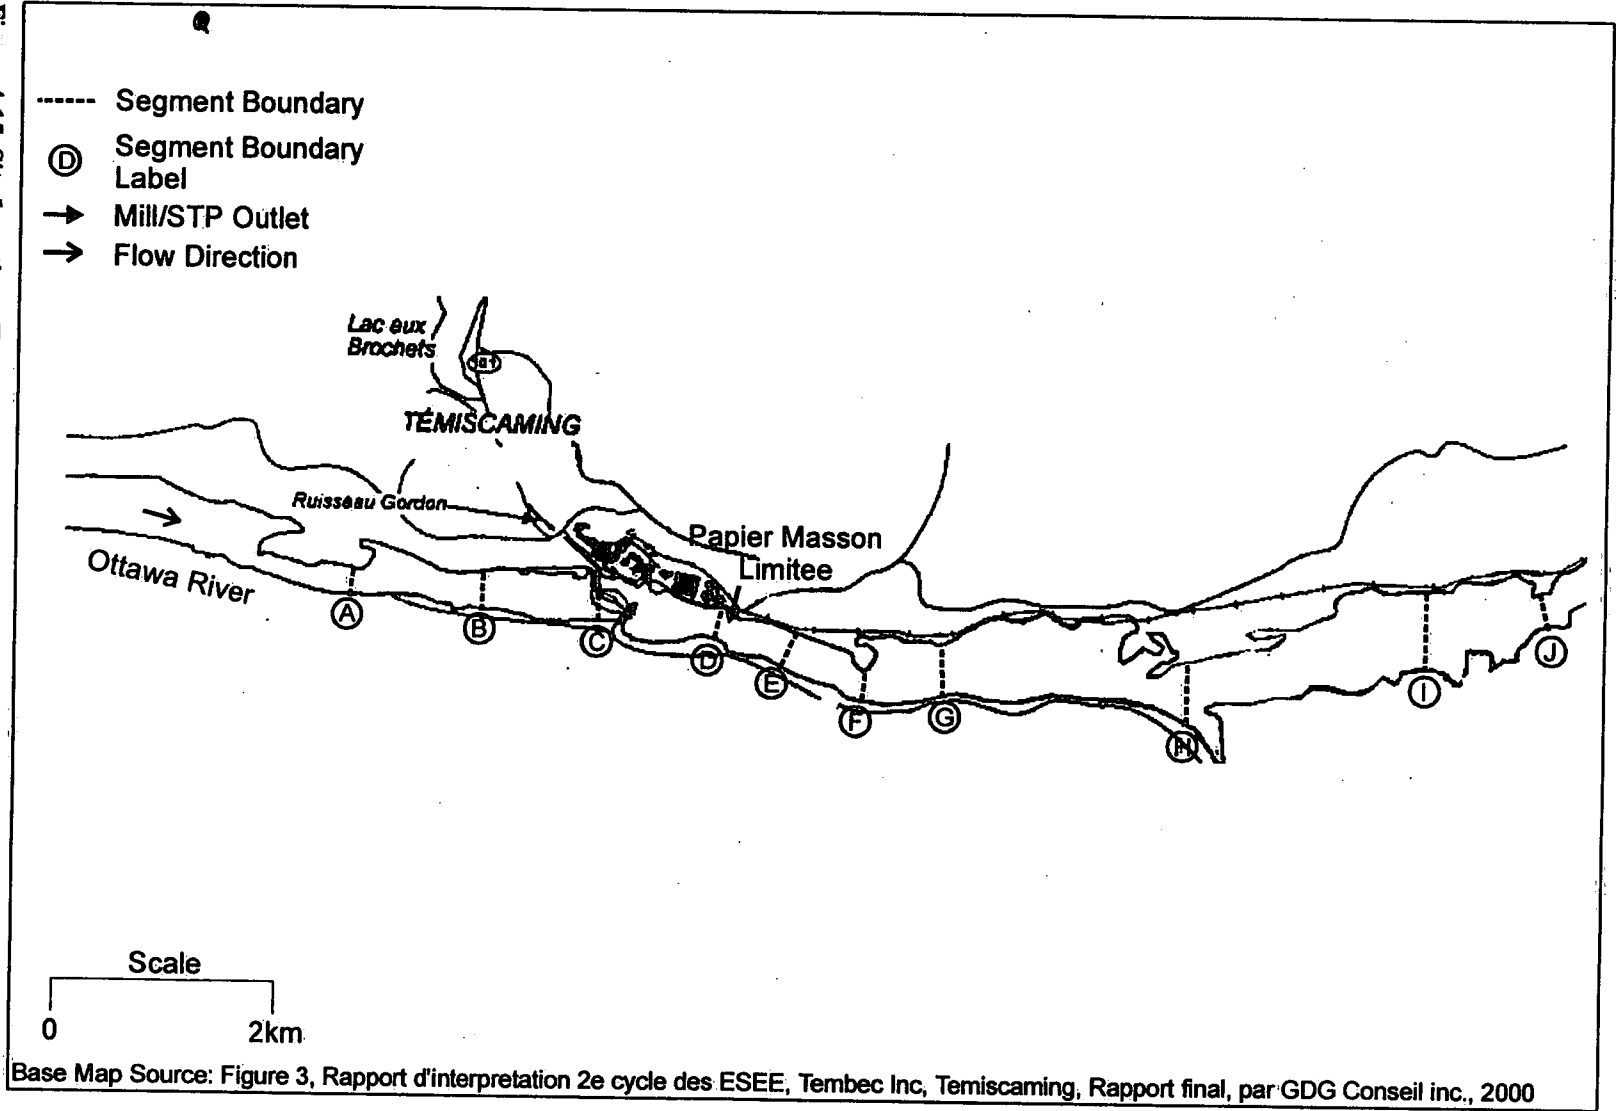 Segment Boundary
D
Segment Boundary
Label
Mill/STP Outlet
Flow Direction
Lac aux
Brochets
TÉMISCAMING
Ruisseau Gordon
Papier Masson
Limitee
Ottawa River
A
B
C
D
E
F
G
H
I
J
Scale
0
2km
Base Map Source: Figure 3, Rapport d'interpretation 2e cycle des ESEE, Tembec Inc, Temiscaming, Rapport final, par GDG Conseil inc., 2000